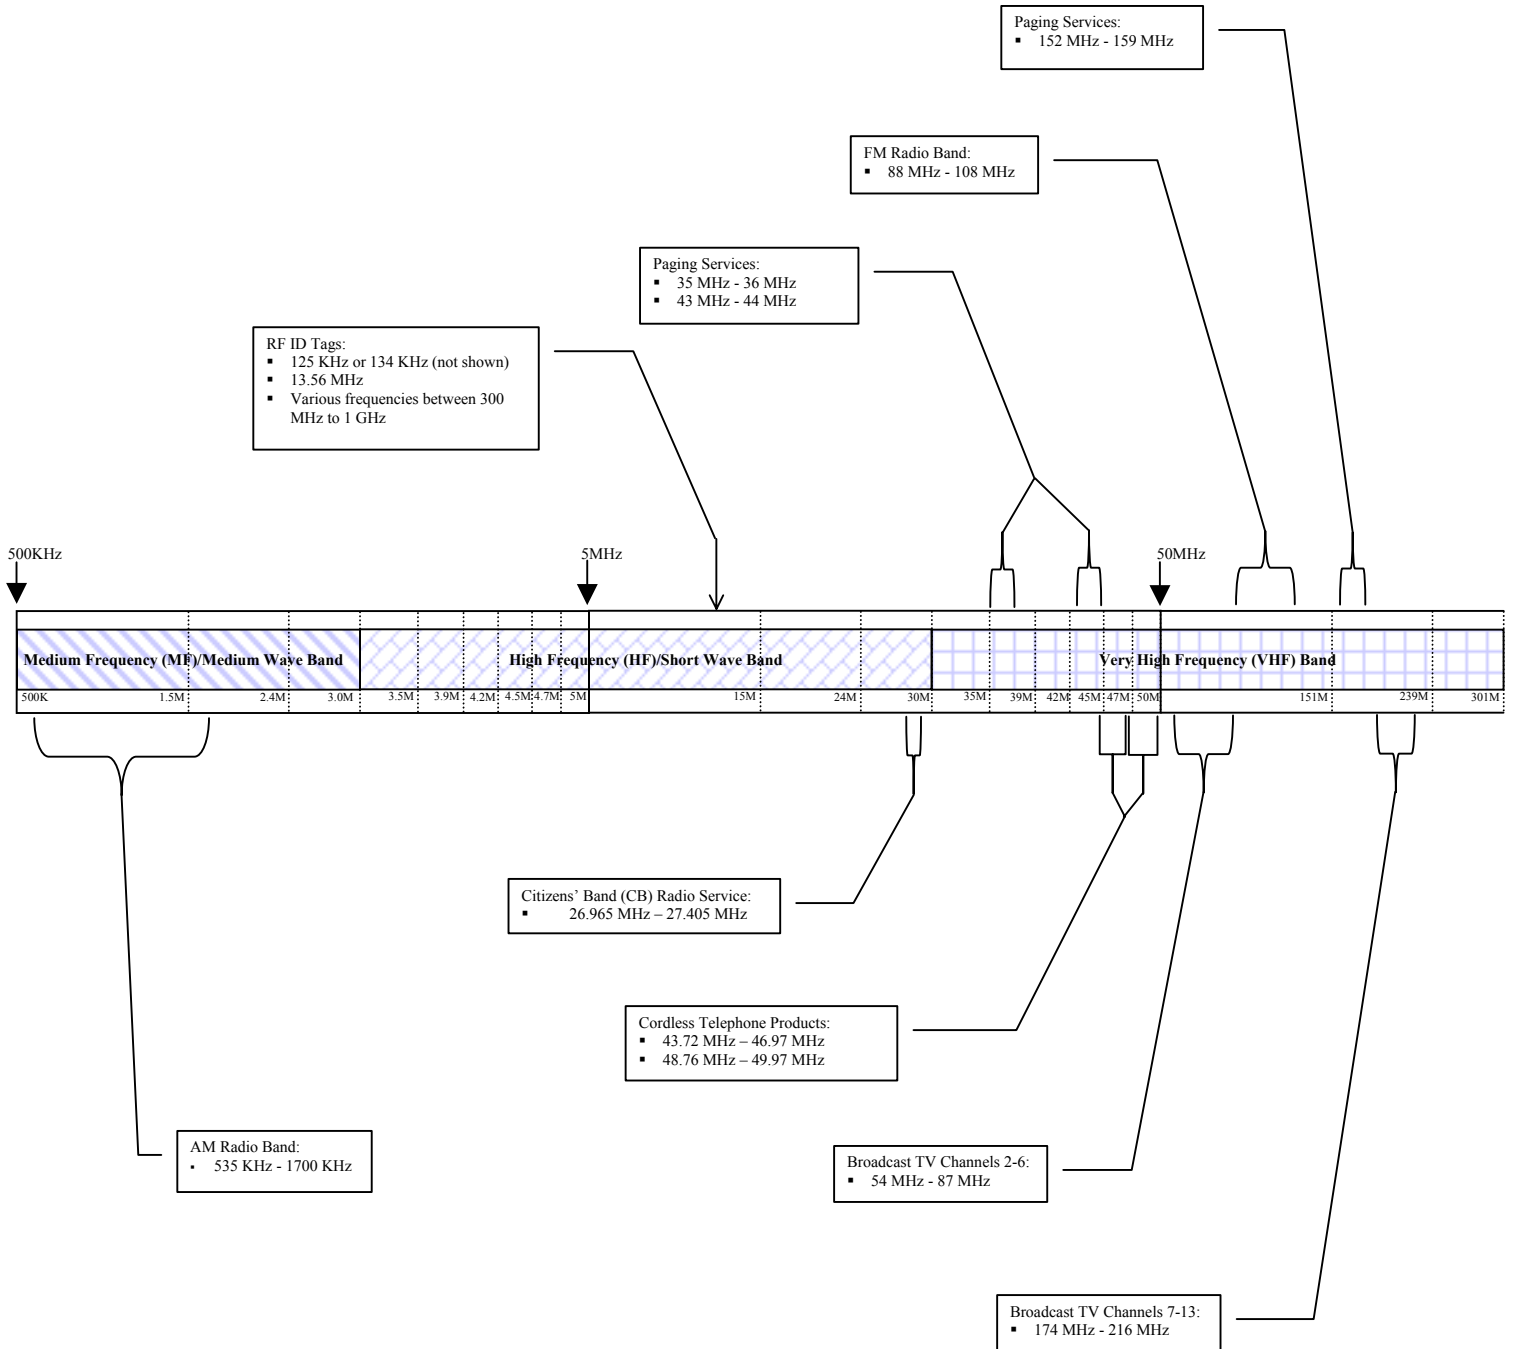 Paging Services:
▪ 152 MHz - 159 MHz
FM Radio Band:
▪ 88 MHz - 108 MHz
Paging Services:
▪ 35 MHz - 36 MHz
▪ 43 MHz - 44 MHz
RF ID Tags:
▪ 125 KHz or 134 KHz (not shown)
▪ 13.56 MHz
▪ Various frequencies between 300
MHz to 1 GHz
500KHz 5MHz 50MHz
Medium Frequency (MF)/Medium Wave Band High Frequency (HF)/Short Wave Band Very High Frequency (VHF) Band
500K 1.5M 2.4M 3.0M 3.5M 3.9M 4.2M 4.5M 4.7M 5M 15M 24M 30M 35M 39M 42M 45M 47M 50M 151M 239M 301M
Citizens’ Band (CB) Radio Service:
▪ 26.965 MHz – 27.405 MHz
Cordless Telephone Products:
▪ 43.72 MHz – 46.97 MHz
▪ 48.76 MHz – 49.97 MHz
AM Radio Band:
▪ 535 KHz - 1700 KHz
Broadcast TV Channels 2-6:
▪ 54 MHz - 87 MHz
Broadcast TV Channels 7-13:
▪ 174 MHz - 216 MHz